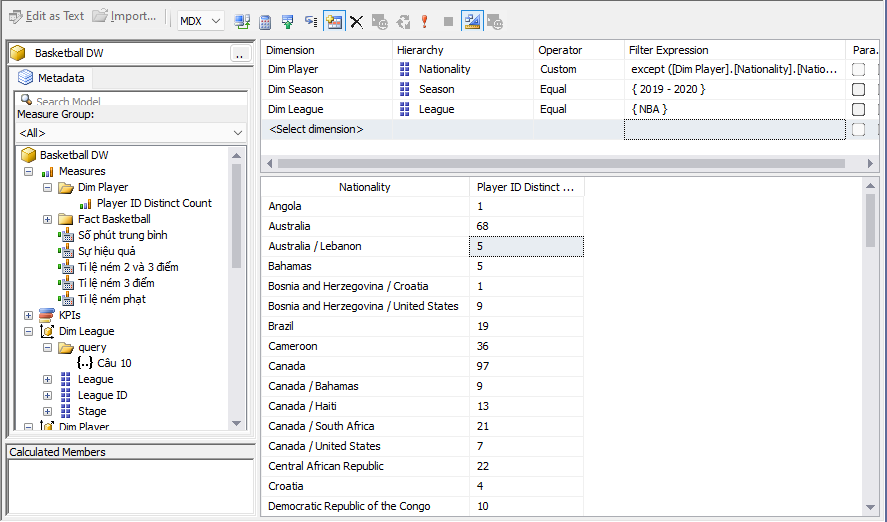 Edit as Text Import... MDX
Basketball DW ..
Metadata
Search Model
Measure Group:
<All>
Basketball DW
Measures
Dim Player
Player ID Distinct Count
Fact Basketball
Số phút trung bình
Sự hiệu quả
Tỉ lệ ném 2 và 3 điểm
Tỉ lệ ném 3 điểm
Tỉ lệ ném phạt
KPIs
Dim League
query
Câu 10
League
League ID
Stage
Dim Player
Calculated Members
Dimension Hierarchy Operator Filter Expression Para...
Dim Player Nationality Custom except ([Dim Player].[Nationality].[Natio...
Dim Season Season Equal { 2019 - 2020 }
Dim League League Equal { NBA }
<Select dimension>
Nationality Player ID Distinct ...
Angola 1
Australia 68
Australia / Lebanon 5
Bahamas 5
Bosnia and Herzegovina / Croatia 1
Bosnia and Herzegovina / United States 9
Brazil 19
Cameroon 36
Canada 97
Canada / Bahamas 9
Canada / Haiti 13
Canada / South Africa 21
Canada / United States 7
Central African Republic 22
Croatia 4
Democratic Republic of the Congo 10